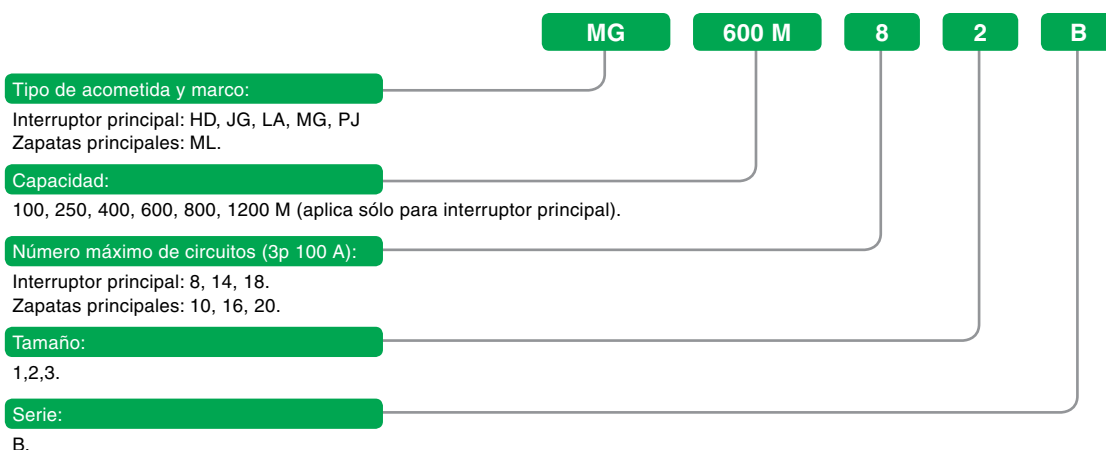 MG 600 M 8 2 B
Tipo de acometida y marco:
Interruptor principal: HD, JG, LA, MG, PJ
Zapatas principales: ML.
Capacidad:
100, 250, 400, 600, 800, 1200 M (aplica sólo para interruptor principal).
Número máximo de circuitos (3p 100 A):
Interruptor principal: 8, 14, 18.
Zapatas principales: 10, 16, 20.
Tamaño:
1,2,3.
Serie:
B.